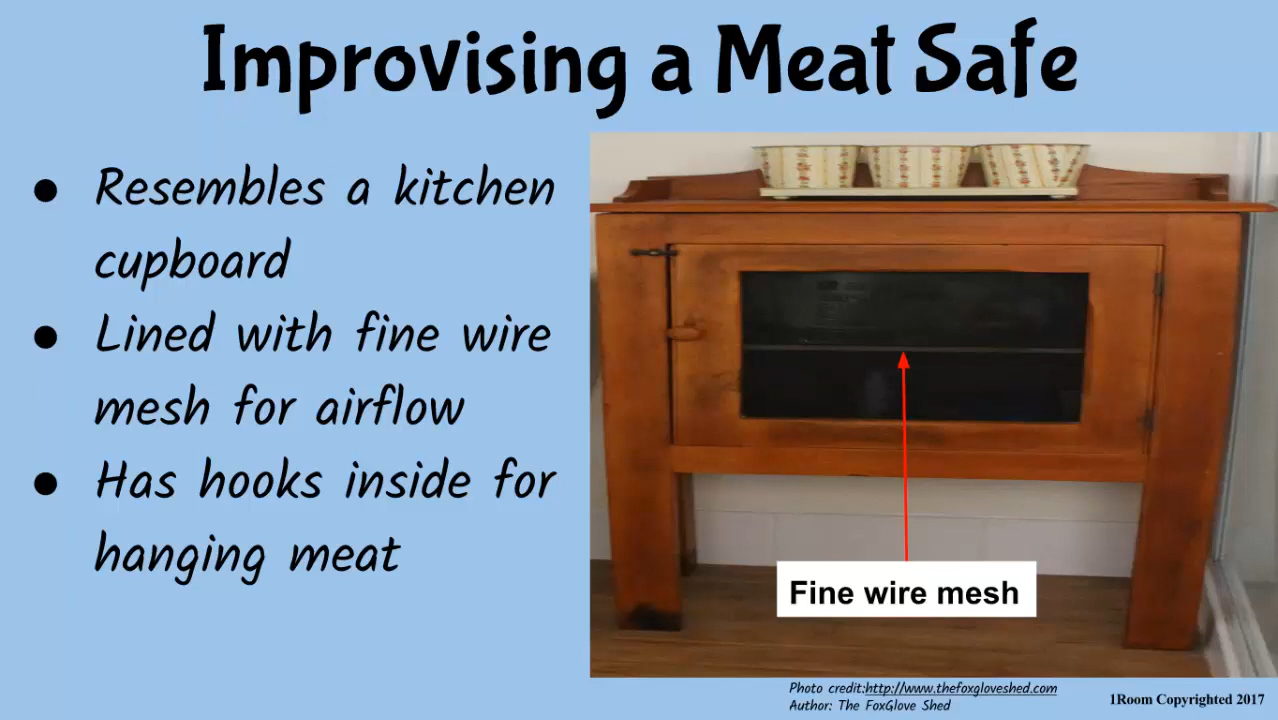 Improvising a Meat Safe
● Resembles a kitchen
cupboard
● Lined with fine wire
mesh for airflow
● Has hooks inside for
hanging meat
Fine wire mesh
Photo credit:http://www.thefoxgloveshed.com
Author: The FoxGlove Shed
1Room Copyrighted 2017